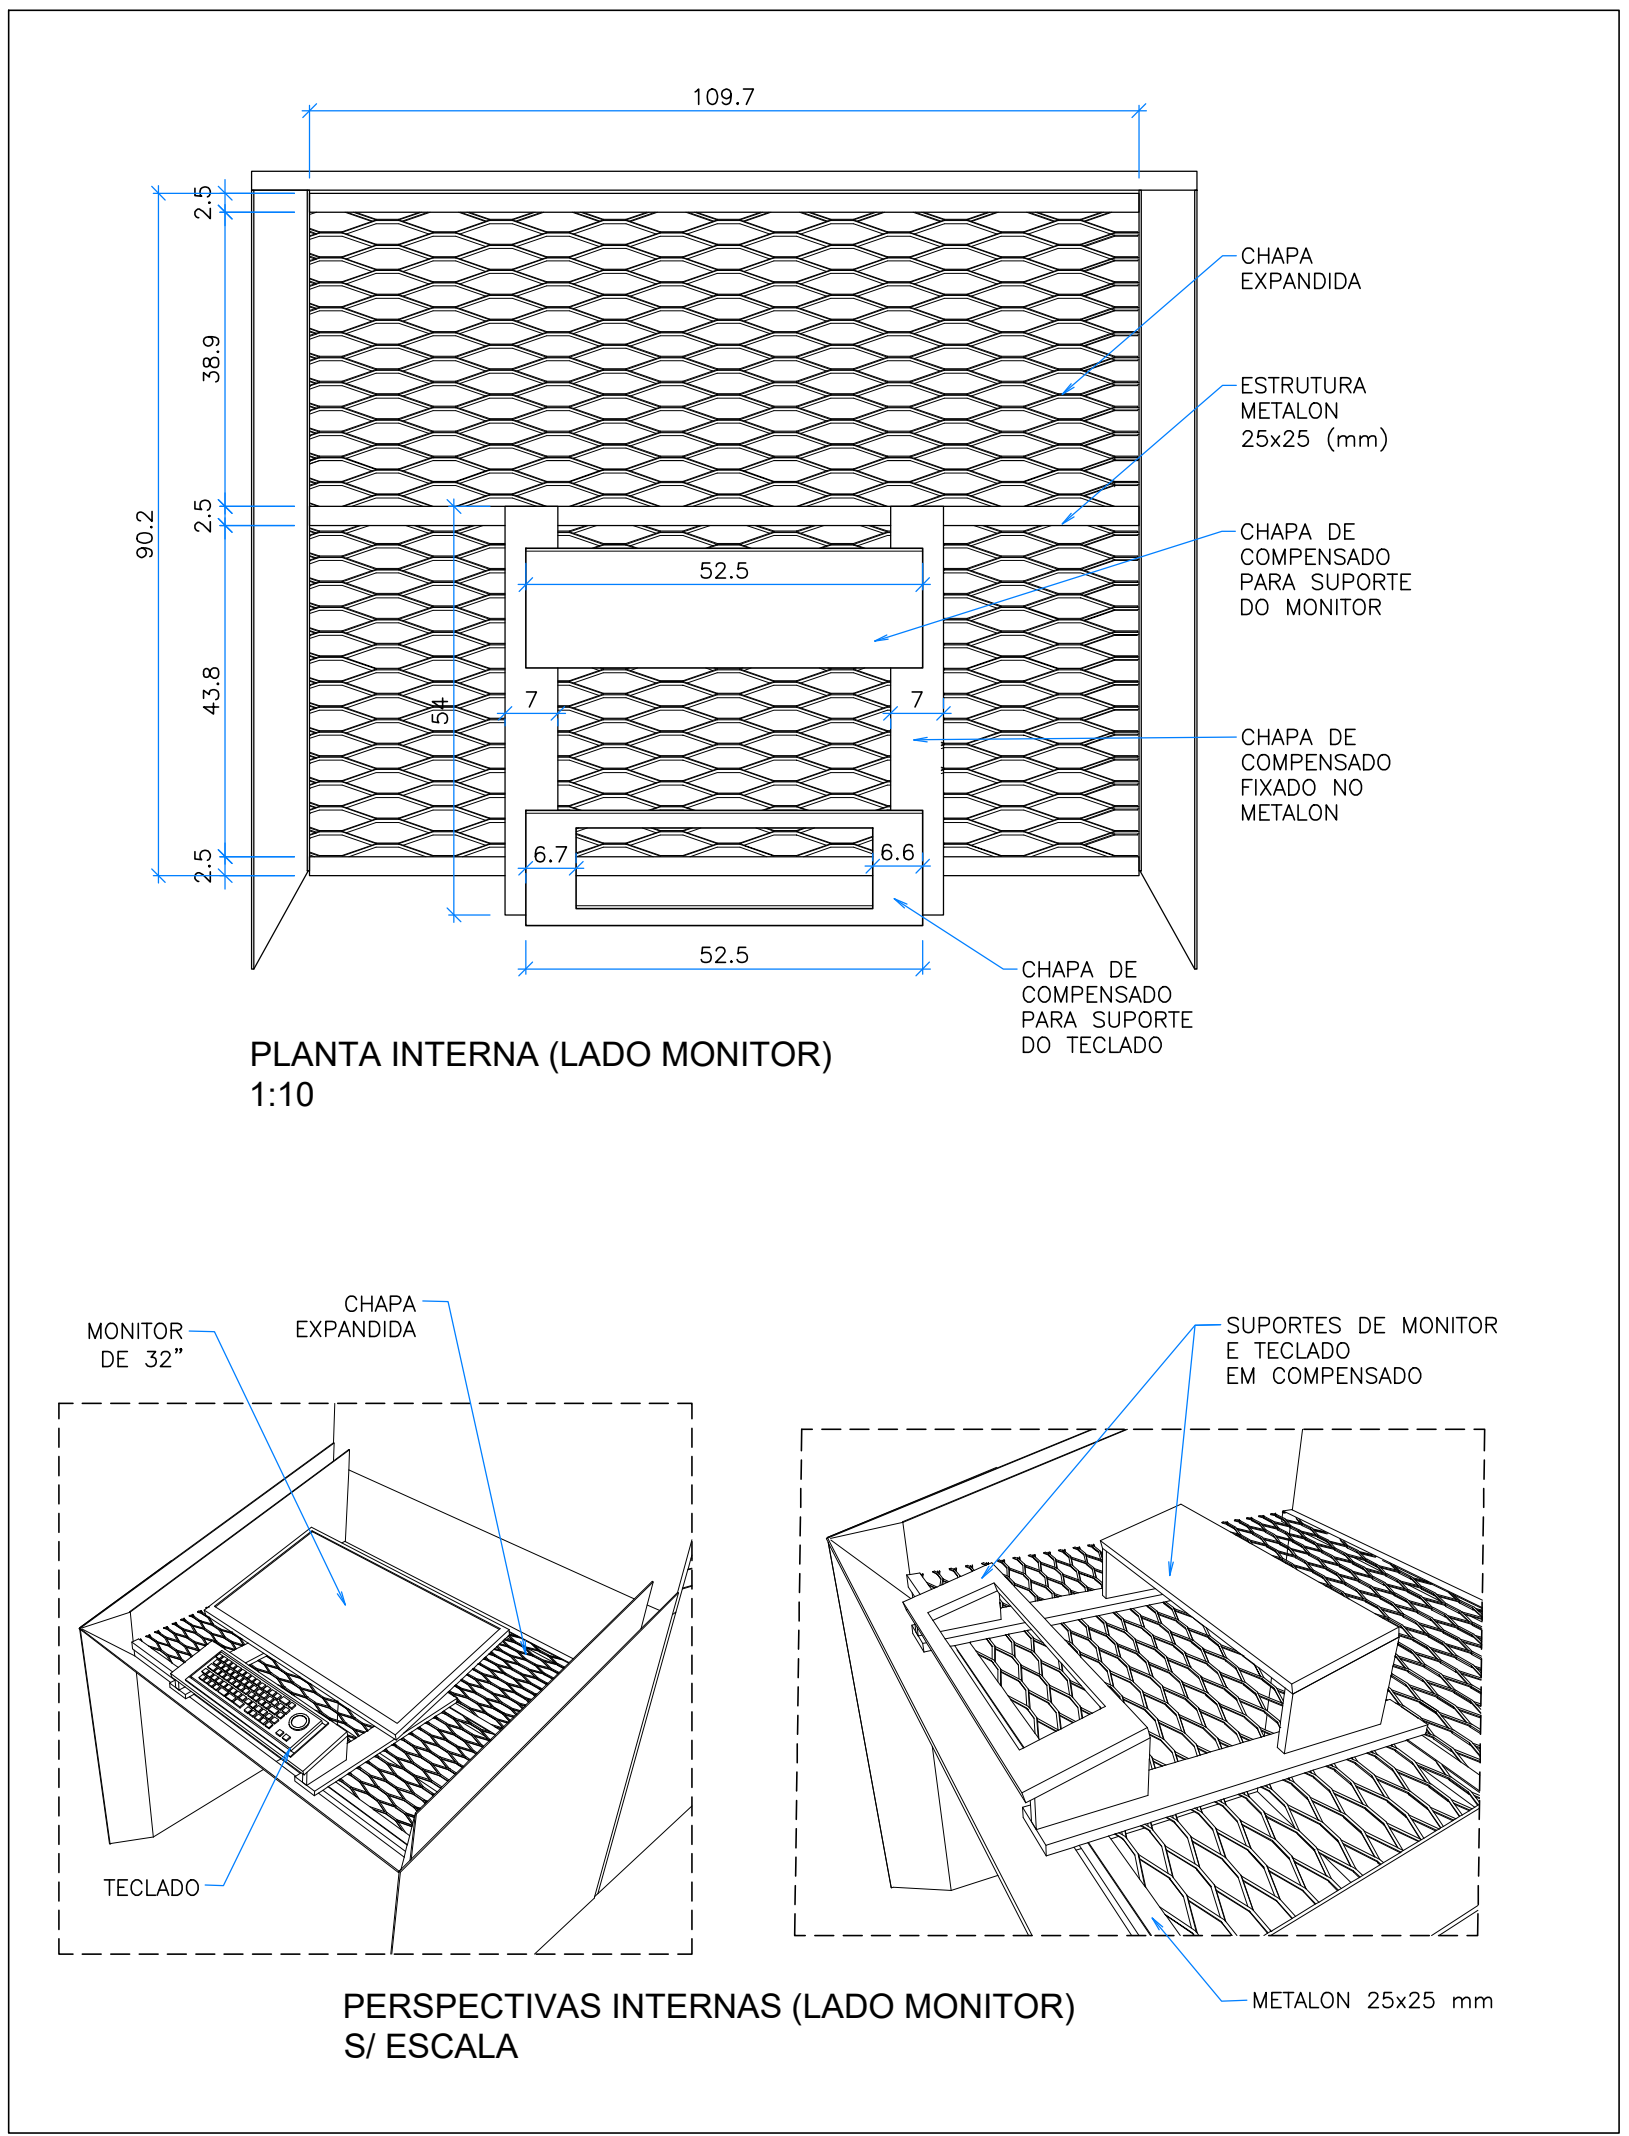 109.7
2.5
38.9
2.5
90.2
43.8
2.5
54
52.5
7
7
6.7
6.6
52.5
CHAPA
EXPANDIDA
ESTRUTURA
METALON
25x25 (mm)
CHAPA DE
COMPENSADO
PARA SUPORTE
DO MONITOR
CHAPA DE
COMPENSADO
FIXADO NO
METALON
CHAPA DE
COMPENSADO
PARA SUPORTE
DO TECLADO
PLANTA INTERNA (LADO MONITOR)
1:10
MONITOR
DE 32”
CHAPA
EXPANDIDA
TECLADO
SUPORTES DE MONITOR
E TECLADO
EM COMPENSADO
METALON 25x25 mm
PERSPECTIVAS INTERNAS (LADO MONITOR)
S/ ESCALA